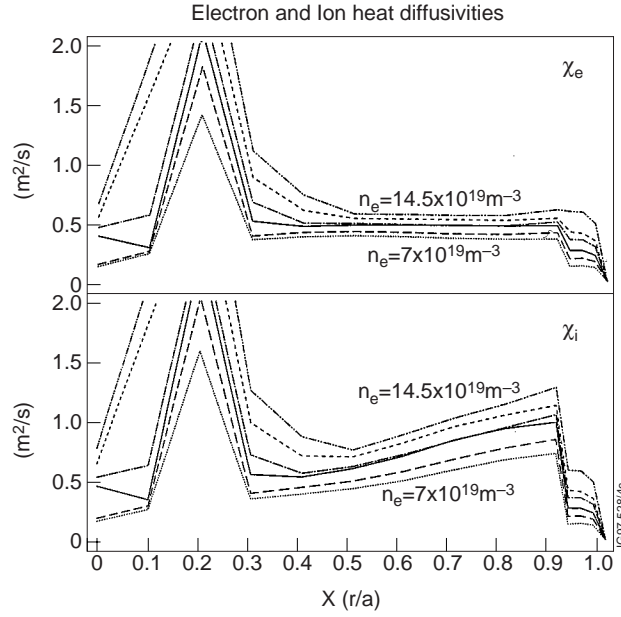 Electron and Ion heat diffusivities
2.0
1.5
1.0
0.5
0
(m²/s)
χe
ne=14.5x10¹⁹m⁻³
ne=7x10¹⁹m⁻³
2.0
1.5
1.0
0.5
0
(m²/s)
χi
ne=14.5x10¹⁹m⁻³
ne=7x10¹⁹m⁻³
0 0.1 0.2 0.3 0.4 0.5 0.6 0.7 0.8 0.9 1.0
X (r/a)